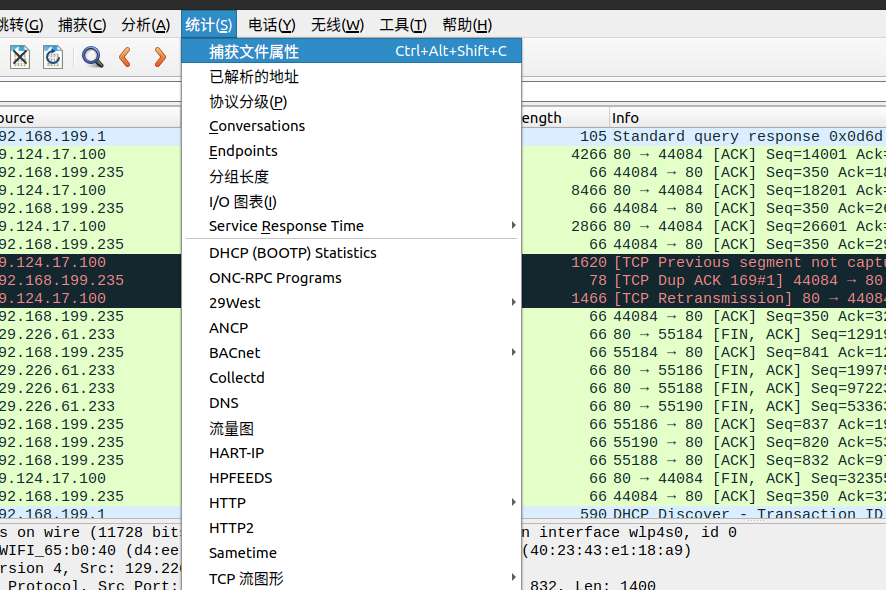 跳转(G) 捕获(C) 分析(A) 统计(S) 电话(Y) 无线(W) 工具(T) 帮助(H)
捕获文件属性 Ctrl+Alt+Shift+C
已解析的地址
协议分级(P)
Conversations
Endpoints
分组长度
I/O 图表(I)
Service Response Time
DHCP (BOOTP) Statistics
ONC-RPC Programs
29West
ANCP
BACnet
Collectd
DNS
流量图
HART-IP
HPFEEDS
HTTP
HTTP2
Sametime
TCP 流图形
ource ength Info
92.168.199.1 105 Standard query response 0x0d6d
9.124.17.100 4266 80 → 44084 [ACK] Seq=14001 Ack=
92.168.199.235 66 44084 → 80 [ACK] Seq=350 Ack=18
9.124.17.100 8466 80 → 44084 [ACK] Seq=18201 Ack=
92.168.199.235 66 44084 → 80 [ACK] Seq=350 Ack=26
9.124.17.100 2866 80 → 44084 [ACK] Seq=26601 Ack=
92.168.199.235 66 44084 → 80 [ACK] Seq=350 Ack=29
9.124.17.100 1620 [TCP Previous segment not captu
92.168.199.235 78 [TCP Dup ACK 169#1] 44084 → 80
9.124.17.100 1466 [TCP Retransmission] 80 → 44084
92.168.199.235 66 44084 → 80 [ACK] Seq=350 Ack=32
29.226.61.233 66 80 → 55184 [FIN, ACK] Seq=12919
92.168.199.235 66 55184 → 80 [ACK] Seq=841 Ack=12
29.226.61.233 66 80 → 55186 [FIN, ACK] Seq=19975
29.226.61.233 66 80 → 55188 [FIN, ACK] Seq=97223
29.226.61.233 66 80 → 55190 [FIN, ACK] Seq=53363
92.168.199.235 66 55186 → 80 [ACK] Seq=837 Ack=19
92.168.199.235 66 55190 → 80 [ACK] Seq=820 Ack=53
92.168.199.235 66 55188 → 80 [ACK] Seq=832 Ack=97
9.124.17.100 66 80 → 44084 [FIN, ACK] Seq=32355
92.168.199.235 66 44084 → 80 [ACK] Seq=350 Ack=32
92.168.199.1 590 DHCP Discover - Transaction ID
s on wire (11728 bit n interface wlp4s0, id 0
WIFI_65:b0:40 (d4:ee (40:23:43:e1:18:a9)
rsion 4, Src: 129.226
Protocol, Src Port: 832, Len: 1400